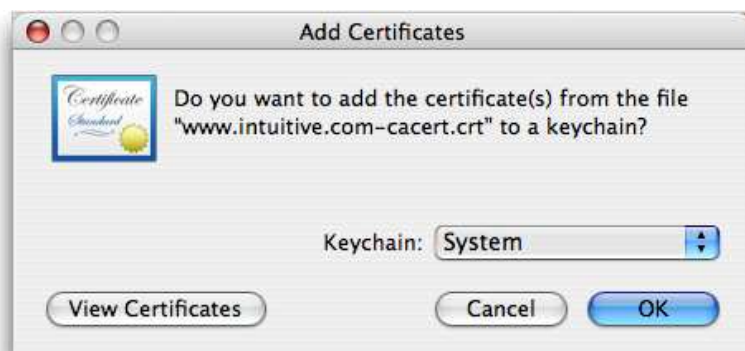 Add Certificates
Certificate
Standard
Do you want to add the certificate(s) from the file
"www.intuitive.com-cacert.crt" to a keychain?
Keychain: System
View Certificates Cancel OK